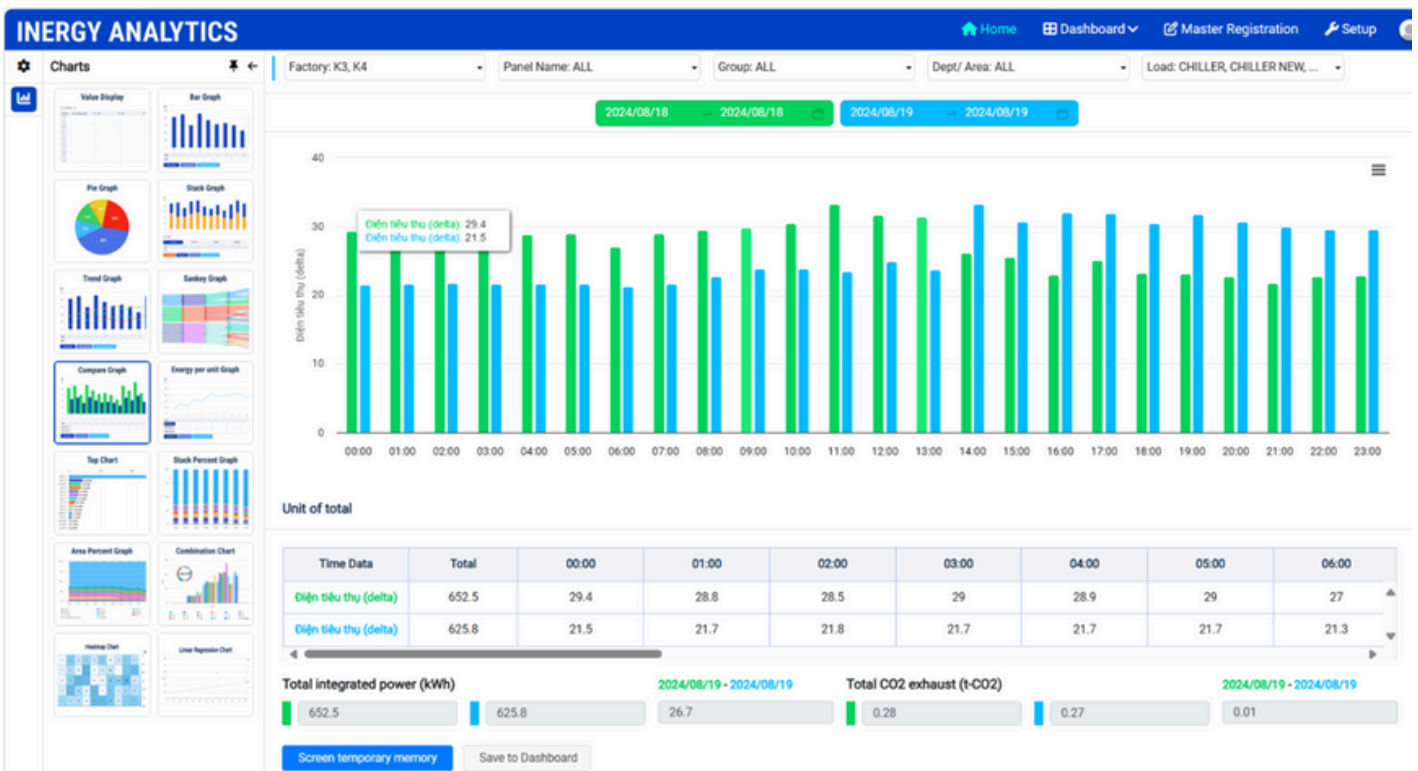 INERGY ANALYTICS
Home
Dashboard
Master Registration
Setup
Charts
Factory: K3, K4
Panel Name: ALL
Group: ALL
Dept/ Area: ALL
Load: CHILLER, CHILLER NEW, ...
2024/08/18 → 2024/08/18
2024/08/19 → 2024/08/19
Value Display
Bar Graph
Pie Graph
Stack Graph
Trend Graph
Sankey Graph
Compare Graph
Energy per unit Graph
Top Chart
Stack Percent Graph
Area Percent Graph
Combination Chart
Heatmap Chart
Linear Regression Chart
Điện tiêu thụ (delta)
40
30
20
10
0
Điện tiêu thụ (delta): 29.4
Điện tiêu thụ (delta): 21.5
00:00 01:00 02:00 03:00 04:00 05:00 06:00 07:00 08:00 09:00 10:00 11:00 12:00 13:00 14:00 15:00 16:00 17:00 18:00 19:00 20:00 21:00 22:00 23:00
Unit of total
Time Data Total 00:00 01:00 02:00 03:00 04:00 05:00 06:00
Điện tiêu thụ (delta) 652.5 29.4 28.8 28.5 29 28.9 29 27
Điện tiêu thụ (delta) 625.8 21.5 21.7 21.8 21.7 21.7 21.7 21.3
Total integrated power (kWh)
2024/08/19 - 2024/08/19
Total CO2 exhaust (t-CO2)
2024/08/19 - 2024/08/19
652.5
625.8
26.7
0.28
0.27
0.01
Screen temporary memory
Save to Dashboard